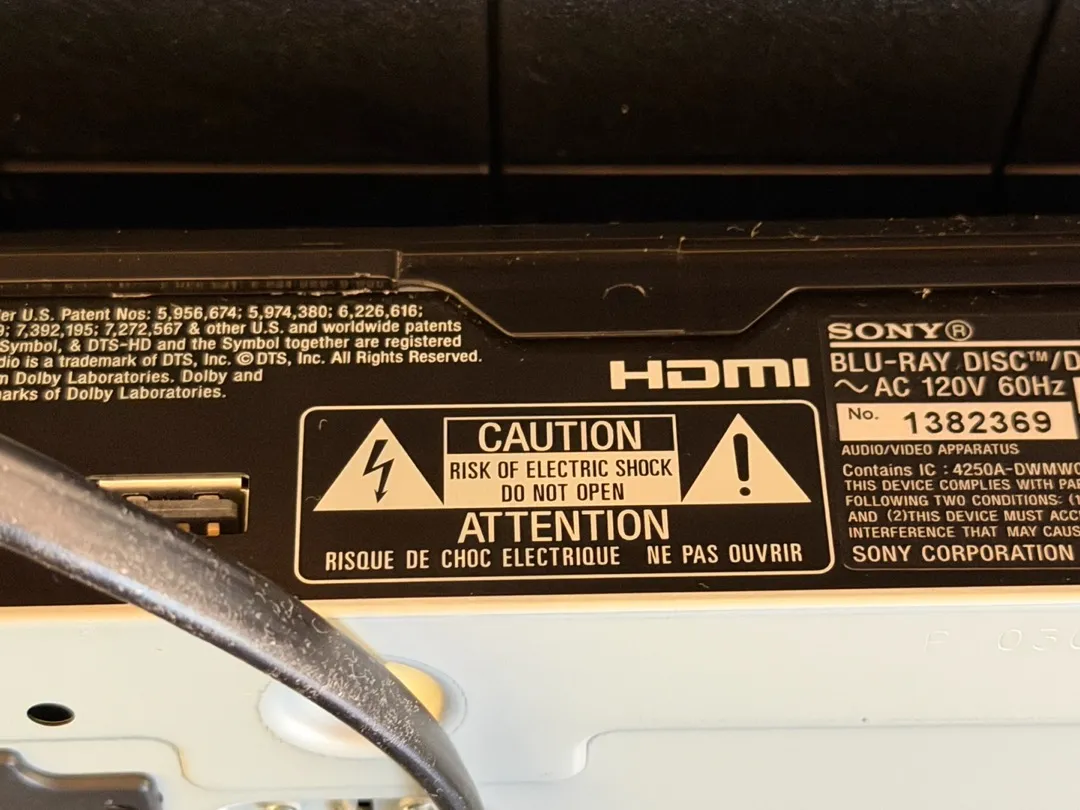 er U.S. Patent Nos: 5,956,674; 5,974,380; 6,226,616;
9; 7,392,195; 7,272,567 & other U.S. and worldwide patents
Symbol, & DTS-HD and the Symbol together are registered
dio is a trademark of DTS, Inc. © DTS, Inc. All Rights Reserved.
m Dolby Laboratories. Dolby and
arks of Dolby Laboratories.
HDMI
CAUTION
RISK OF ELECTRIC SHOCK
DO NOT OPEN
ATTENTION
RISQUE DE CHOC ELECTRIQUE NE PAS OUVRIR
SONY®
BLU-RAY DISC™/D
~ AC 120V 60Hz
No. 1382369
AUDIO/VIDEO APPARATUS
Contains IC : 4250A-DWMW
THIS DEVICE COMPLIES WITH PAR
FOLLOWING TWO CONDITIONS: (1
AND (2)THIS DEVICE MUST ACC
INTERFERENCE THAT MAY CAUS
SONY CORPORATION